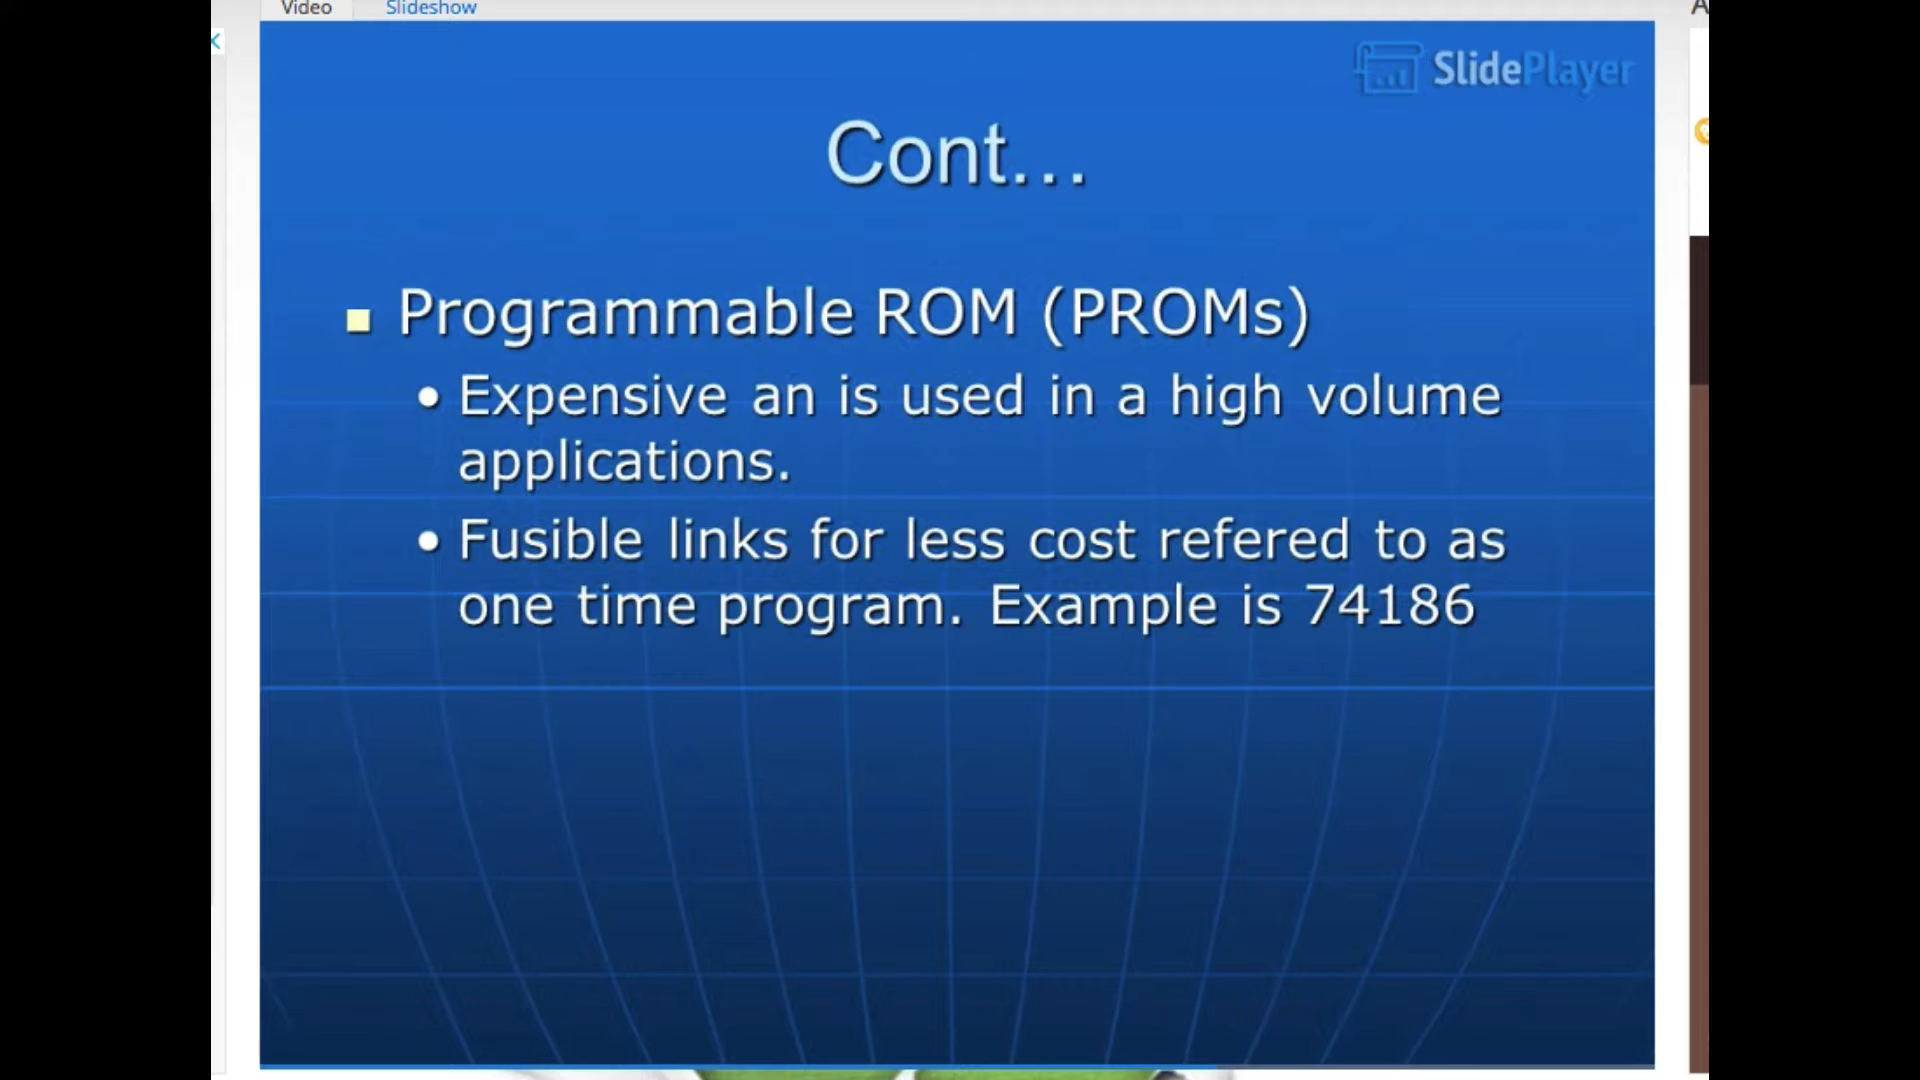 Video Slideshow
SlidePlayer
Cont...
Programmable ROM (PROMs)
Expensive an is used in a high volume
applications.
Fusible links for less cost refered to as
one time program. Example is 74186